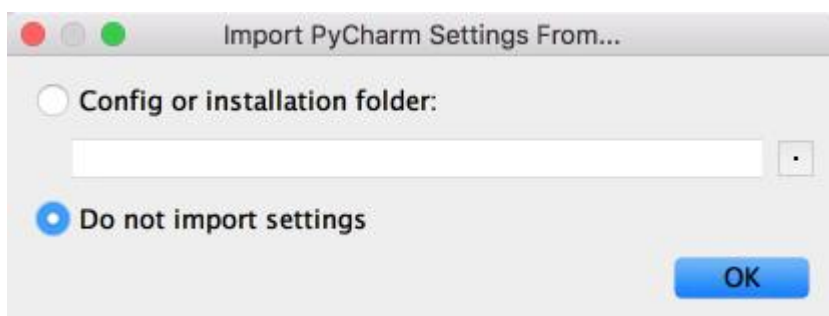 Import PyCharm Settings From...
Config or installation folder:
.
Do not import settings
OK